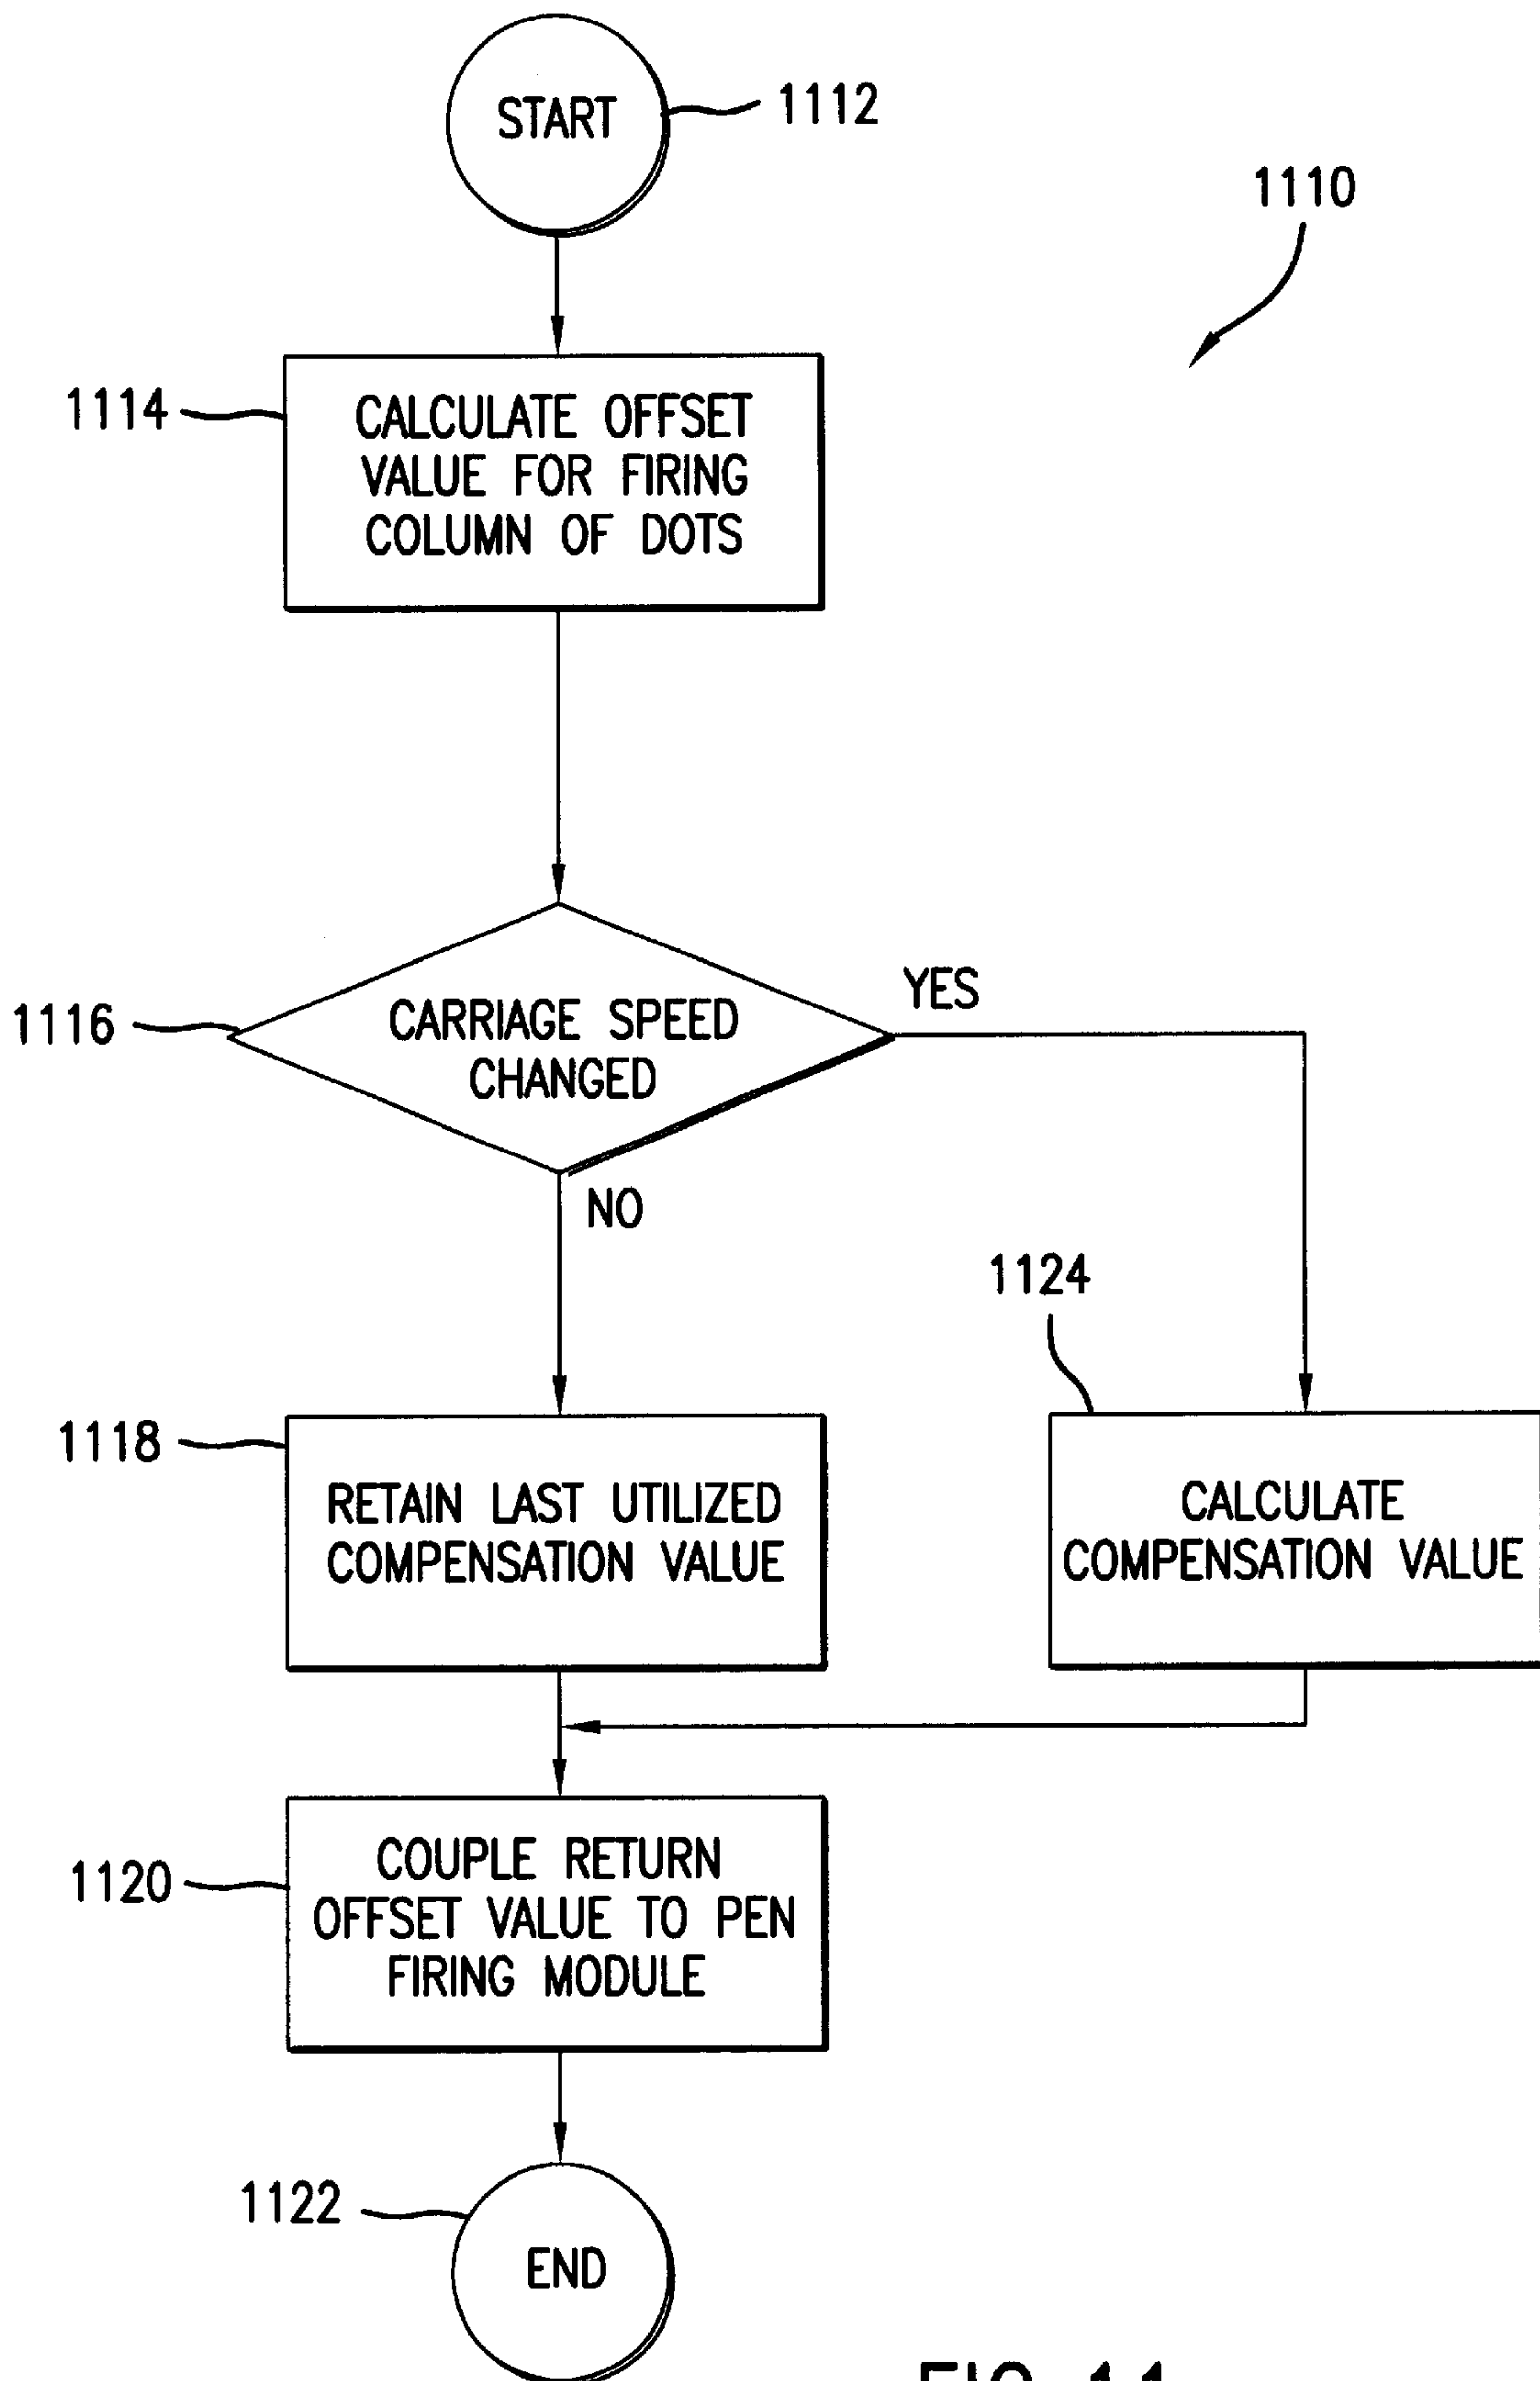 START
1112
1110
1114
CALCULATE OFFSET
VALUE FOR FIRING
COLUMN OF DOTS
1116
CARRIAGE SPEED
CHANGED
YES
NO
1124
1118
RETAIN LAST UTILIZED
COMPENSATION VALUE
CALCULATE
COMPENSATION VALUE
1120
COUPLE RETURN
OFFSET VALUE TO PEN
FIRING MODULE
1122
END
FIG. 11